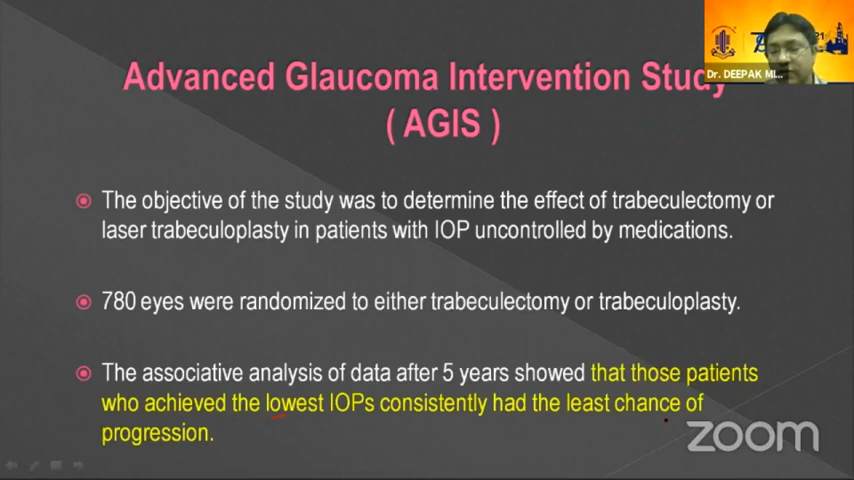 Advanced Glaucoma Intervention Study
( AGIS )
Dr. DEEPAK MI...
The objective of the study was to determine the effect of trabeculectomy or
laser trabeculoplasty in patients with IOP uncontrolled by medications.
780 eyes were randomized to either trabeculectomy or trabeculoplasty.
The associative analysis of data after 5 years showed that those patients
who achieved the lowest IOPs consistently had the least chance of
progression.
zoom